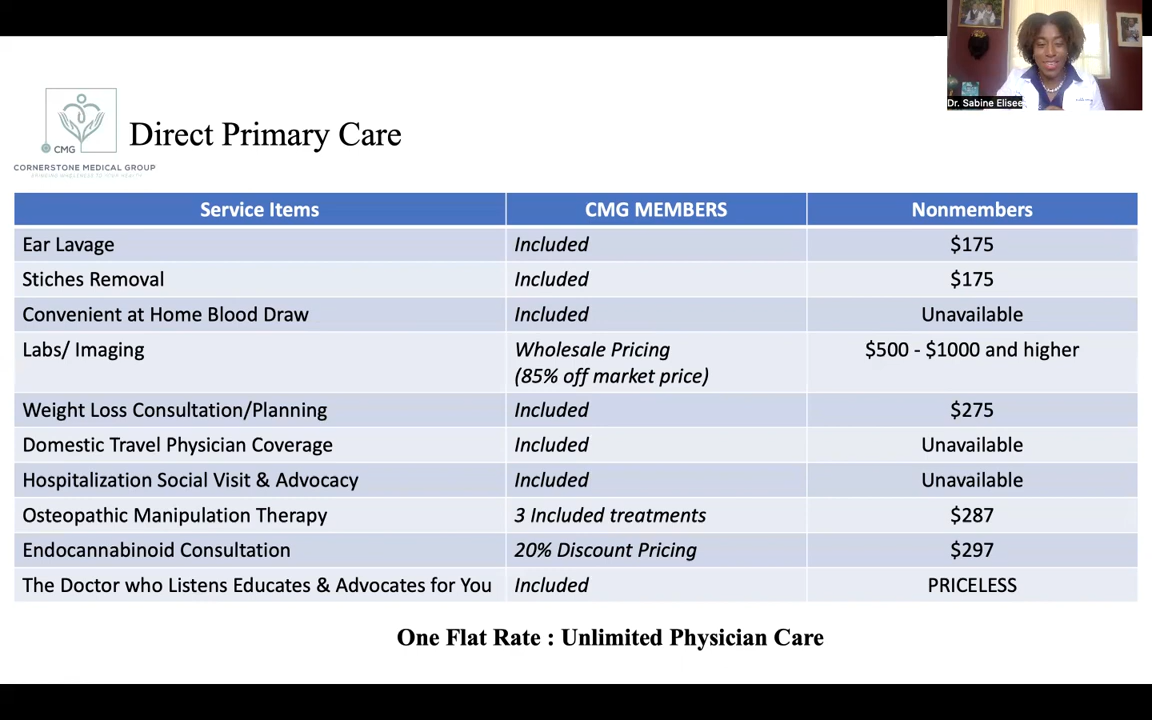 Dr. Sabine Elisee
CMG
CORNERSTONE MEDICAL GROUP
Direct Primary Care
Service Items CMG MEMBERS Nonmembers
Ear Lavage Included $175
Stiches Removal Included $175
Convenient at Home Blood Draw Included Unavailable
Labs/ Imaging Wholesale Pricing $500 - $1000 and higher
(85% off market price)
Weight Loss Consultation/Planning Included $275
Domestic Travel Physician Coverage Included Unavailable
Hospitalization Social Visit & Advocacy Included Unavailable
Osteopathic Manipulation Therapy 3 Included treatments $287
Endocannabinoid Consultation 20% Discount Pricing $297
The Doctor who Listens Educates & Advocates for You Included PRICELESS
One Flat Rate : Unlimited Physician Care